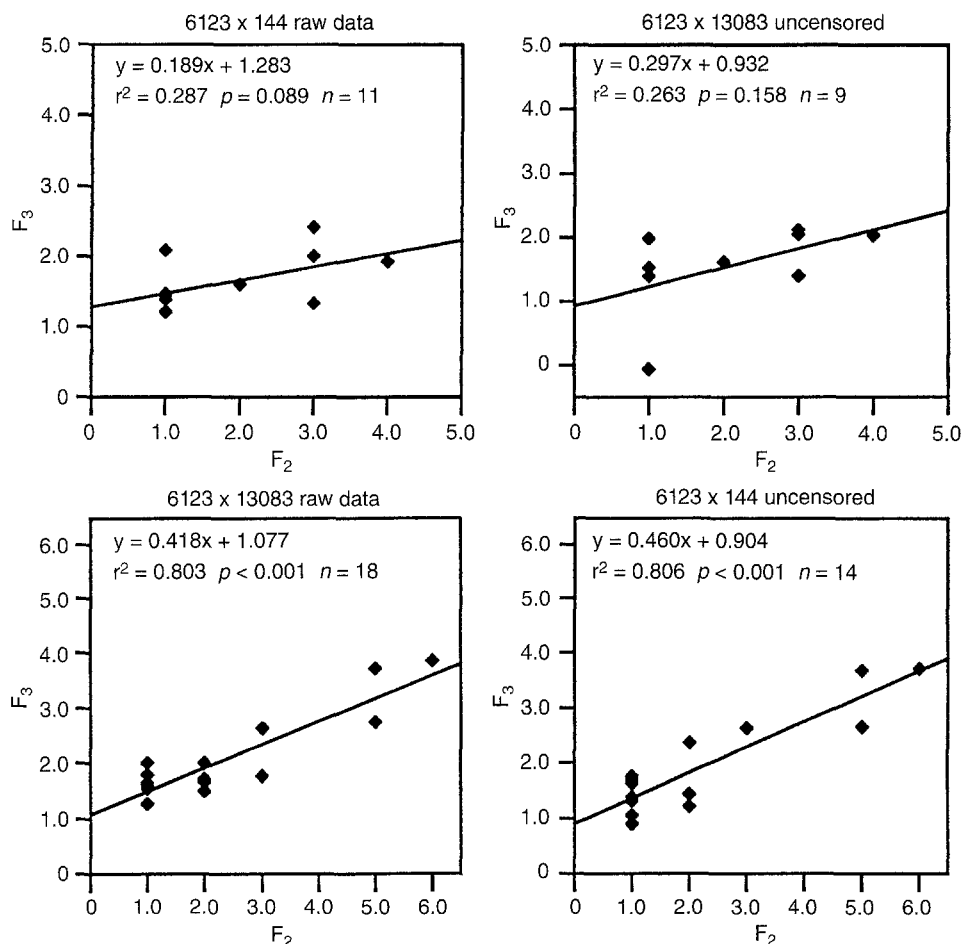 6123 x 144 raw data
y = 0.189x + 1.283
r² = 0.287 p = 0.089 n = 11
5.0
4.0
3.0
2.0
1.0
0
F₃
0 1.0 2.0 3.0 4.0 5.0
F₂
6123 x 13083 uncensored
y = 0.297x + 0.932
r² = 0.263 p = 0.158 n = 9
5.0
4.0
3.0
2.0
1.0
0
F₃
0 1.0 2.0 3.0 4.0 5.0
F₂
6123 x 13083 raw data
y = 0.418x + 1.077
r² = 0.803 p < 0.001 n = 18
6.0
5.0
4.0
3.0
2.0
1.0
0
F₃
0 1.0 2.0 3.0 4.0 5.0 6.0
F₂
6123 x 144 uncensored
y = 0.460x + 0.904
r² = 0.806 p < 0.001 n = 14
6.0
5.0
4.0
3.0
2.0
1.0
0
F₃
0 1.0 2.0 3.0 4.0 5.0 6.0
F₂